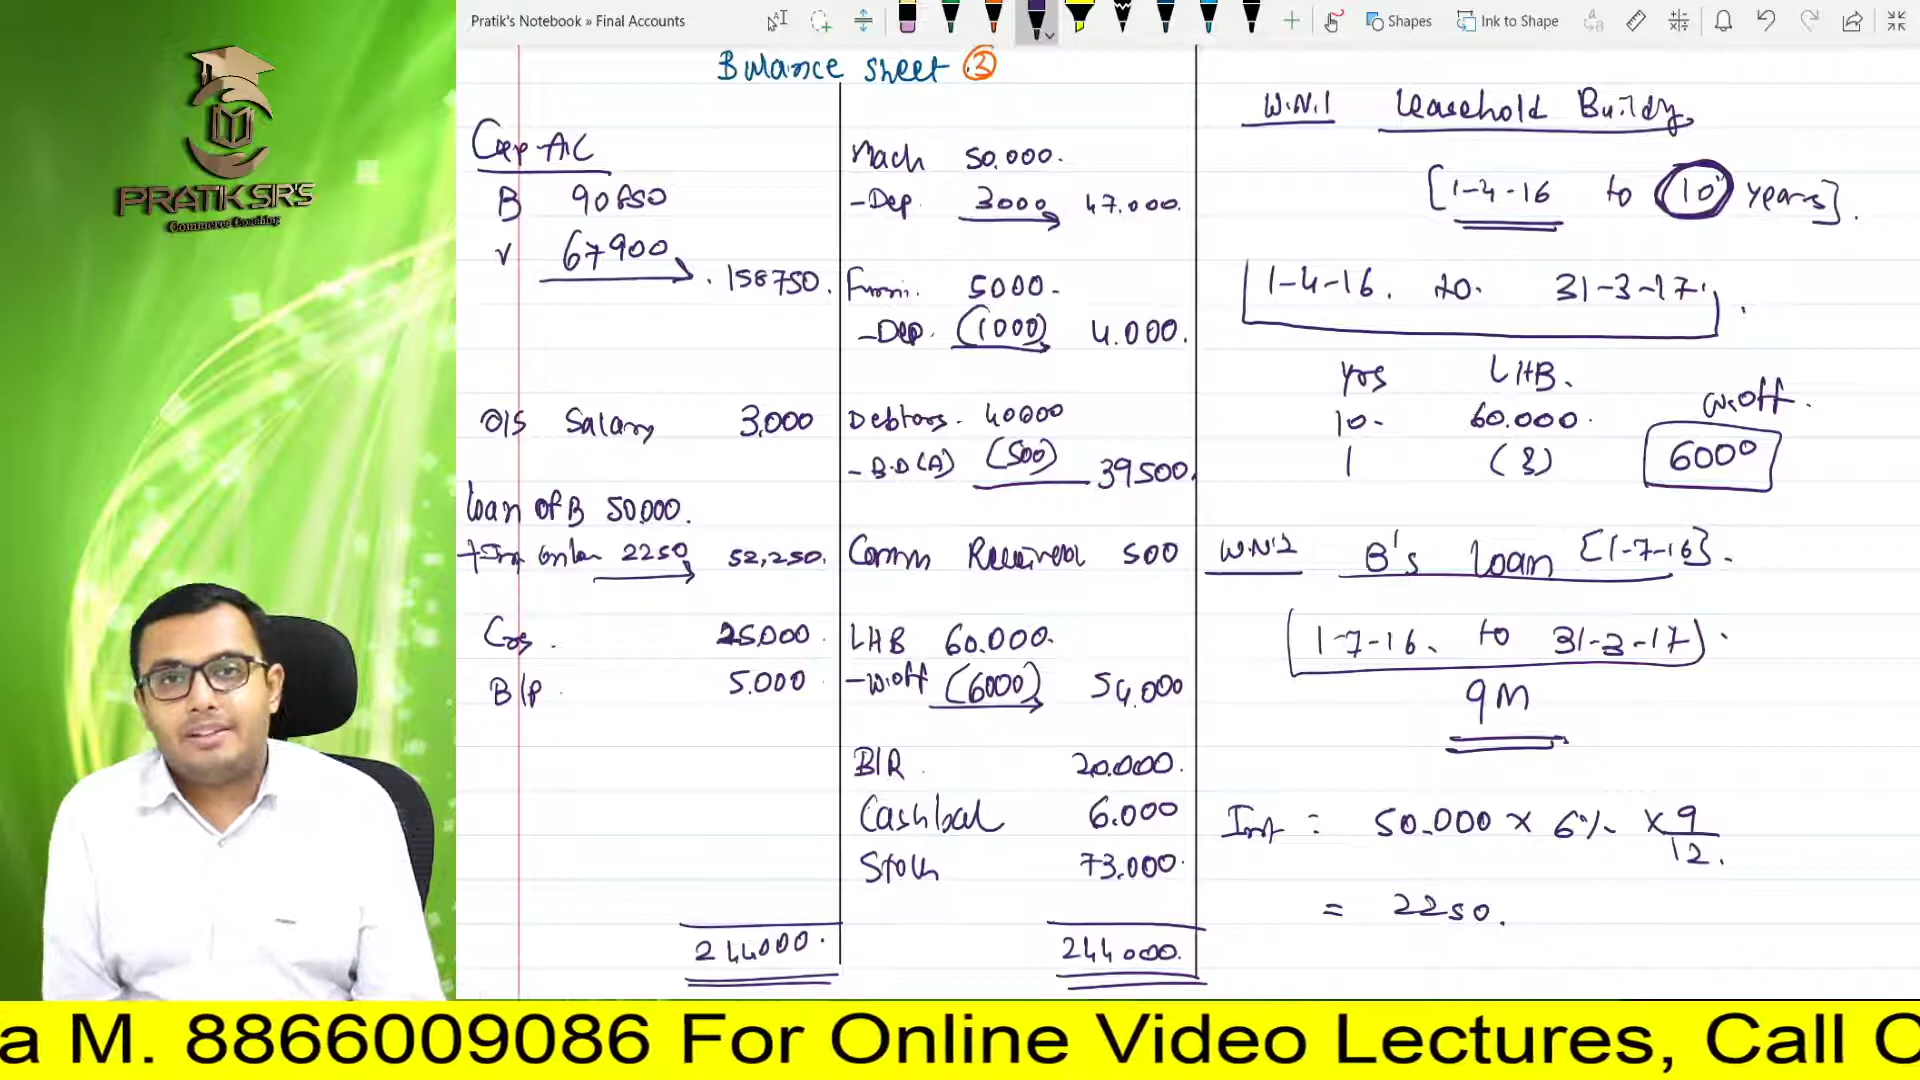 Pratik's Notebook » Final Accounts
Shapes
Ink to Shape
PRATIK SIR'S
Commerce Coaching
Balance sheet 3
Cap A/C
B 90850
V 67900
158750.
O/S Salary 3,000
Loan of B 50,000.
+Int on loan 2250 52,250.
Crs. 25,000
B/P 5.000
244000.
Mach 50.000.
-Dep. 3000 47.000.
Furni. 5000.
-Dep. (1000) 4.000.
Debtors. 40000
-B.D(A) (500) 39500.
Comm Received 500
LHB 60.000.
-W.off (6000) 54,000
B/R 20.000.
Cash bal 6.000
Stock 73.000.
244000.
W.N.1 Leasehold Buildg.
[1-4-16 to 10 years].
1-4-16. to. 31-3-17.
Yrs LHB.
w.off.
10- 60.000.
1 (?) 6000
W.N.2 B's Loan [1-7-16].
1-7-16. to 31-3-17
9M
Int : 50.000 x 6% x 9/12.
= 2250.
a M. 8866009086 For Online Video Lectures, Call